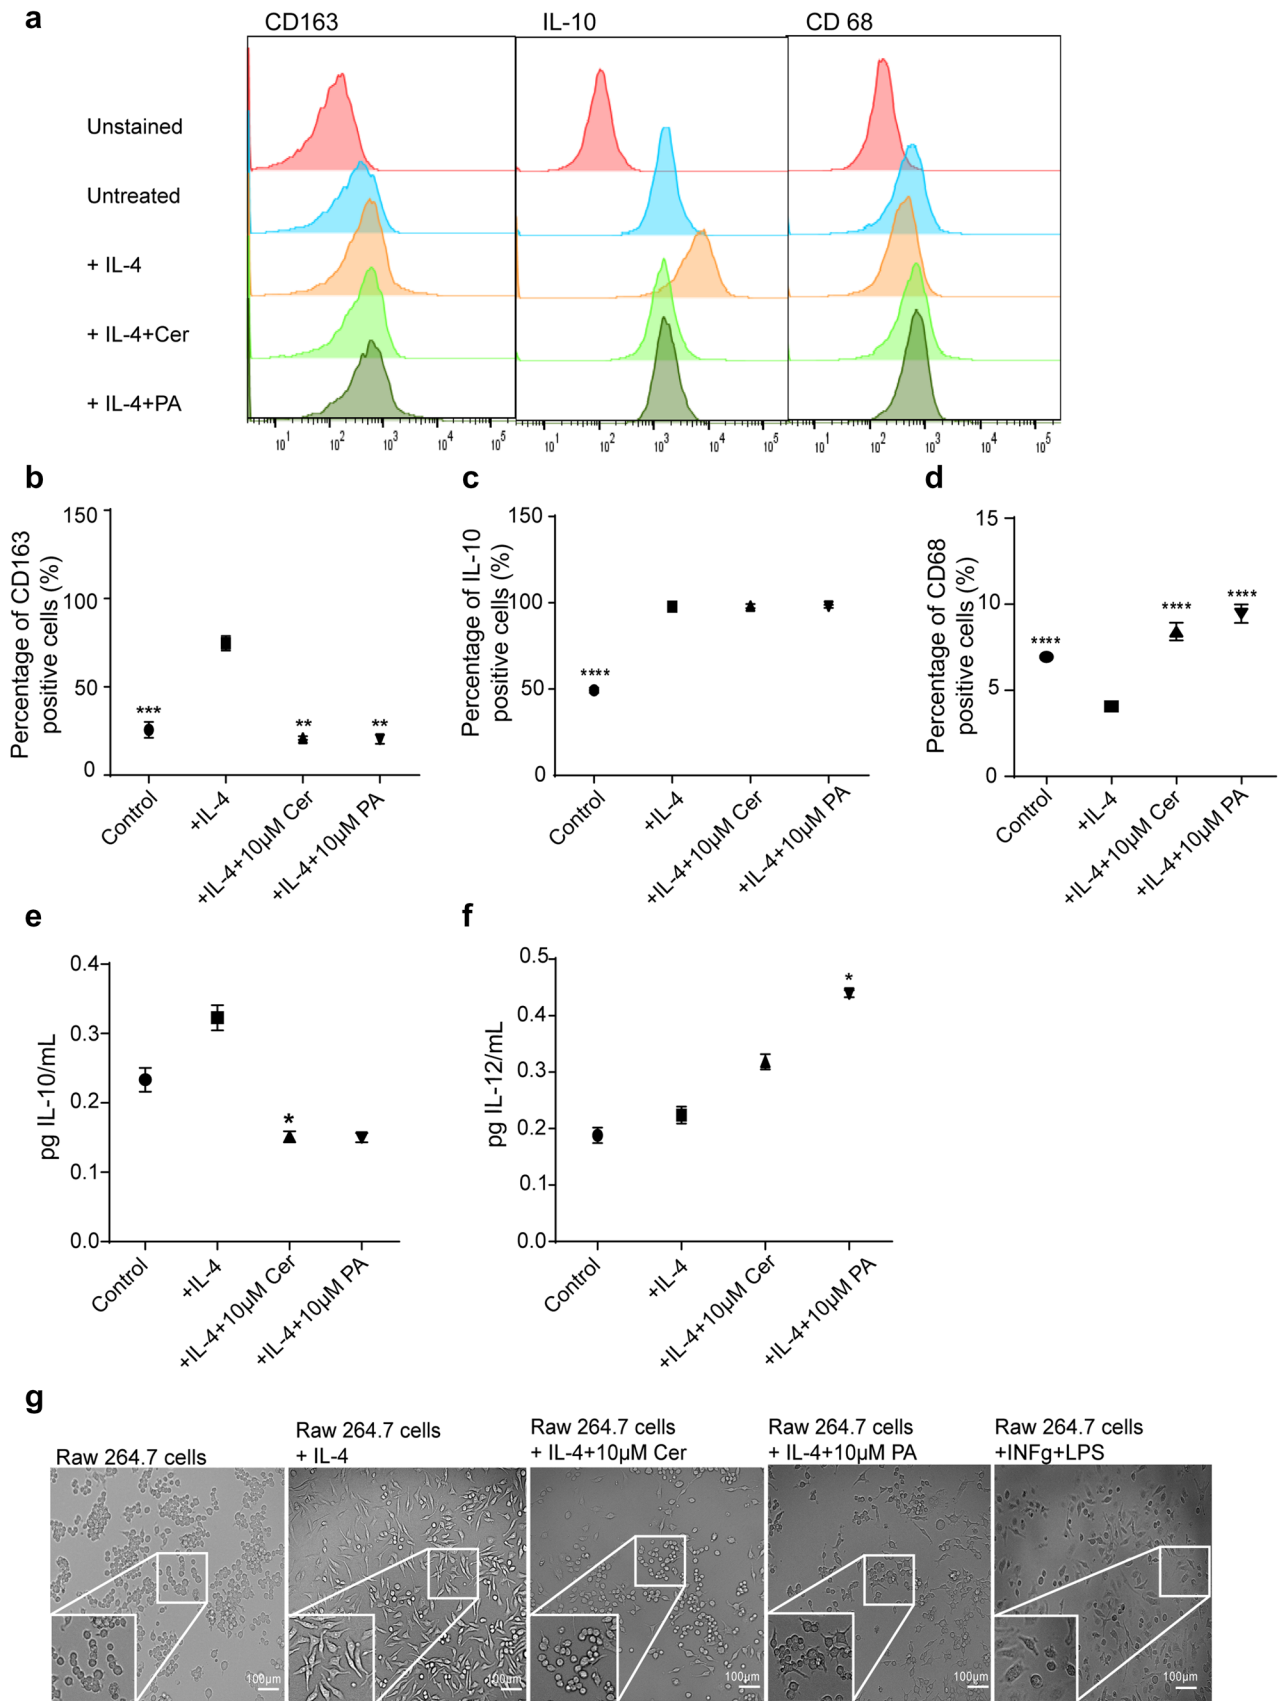 a
CD163 IL-10 CD 68
Unstained
Untreated
+ IL-4
+ IL-4+Cer
+ IL-4+PA
10¹ 10² 10³ 10⁴ 10⁵ 10¹ 10² 10³ 10⁴ 10⁵ 10¹ 10² 10³ 10⁴ 10⁵
b
Percentage of CD163
positive cells (%)
150
100
50
0
***
**
**
Control
+IL-4
+IL-4+10µM Cer
+IL-4+10µM PA
c
Percentage of IL-10
positive cells (%)
150
100
50
0
****
Control
+IL-4
+IL-4+10µM Cer
+IL-4+10µM PA
d
Percentage of CD68
positive cells (%)
15
10
5
0
****
****
****
Control
+IL-4
+IL-4+10µM Cer
+IL-4+10µM PA
e
pg IL-10/mL
0.4
0.3
0.2
0.1
0.0
*
Control
+IL-4
+IL-4+10µM Cer
+IL-4+10µM PA
f
pg IL-12/mL
0.5
0.4
0.3
0.2
0.1
0.0
*
Control
+IL-4
+IL-4+10µM Cer
+IL-4+10µM PA
g
Raw 264.7 cells
Raw 264.7 cells
+ IL-4
Raw 264.7 cells
+ IL-4+10µM Cer
Raw 264.7 cells
+ IL-4+10µM PA
Raw 264.7 cells
+INFg+LPS
100µm
100µm
100µm
100µm
100µm